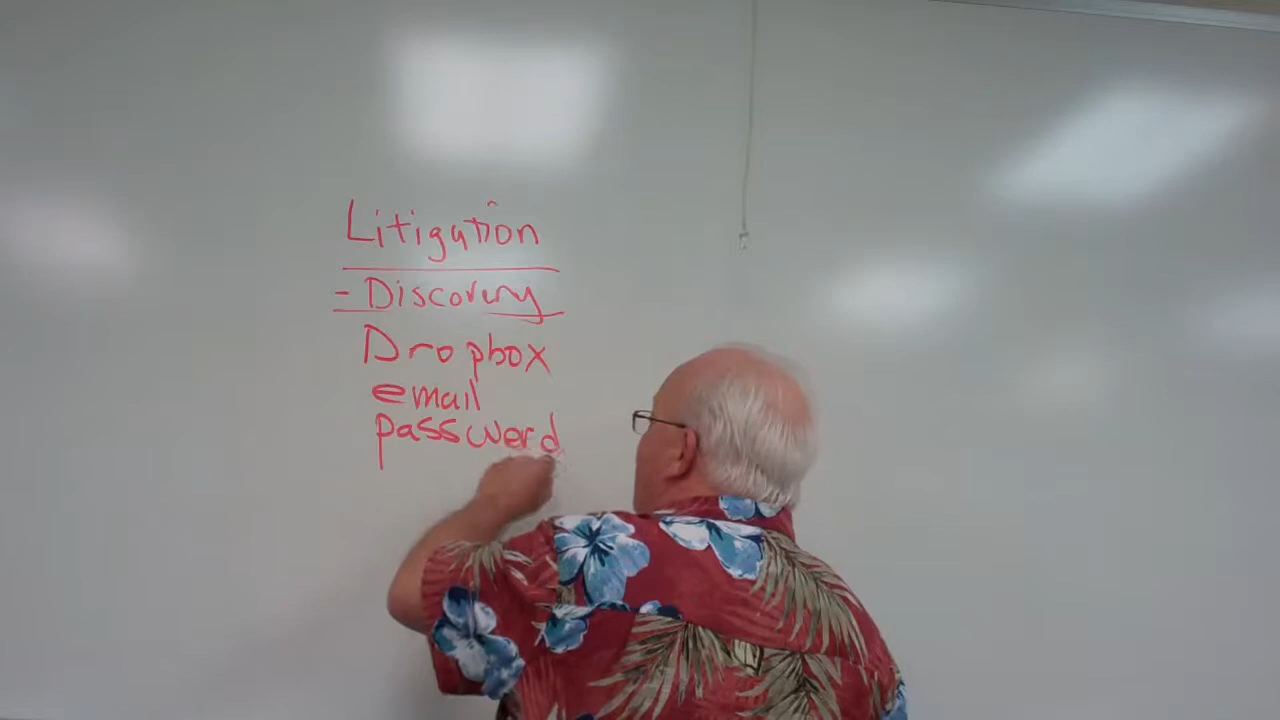 Litigation
- Discovery
Dropbox
email
password